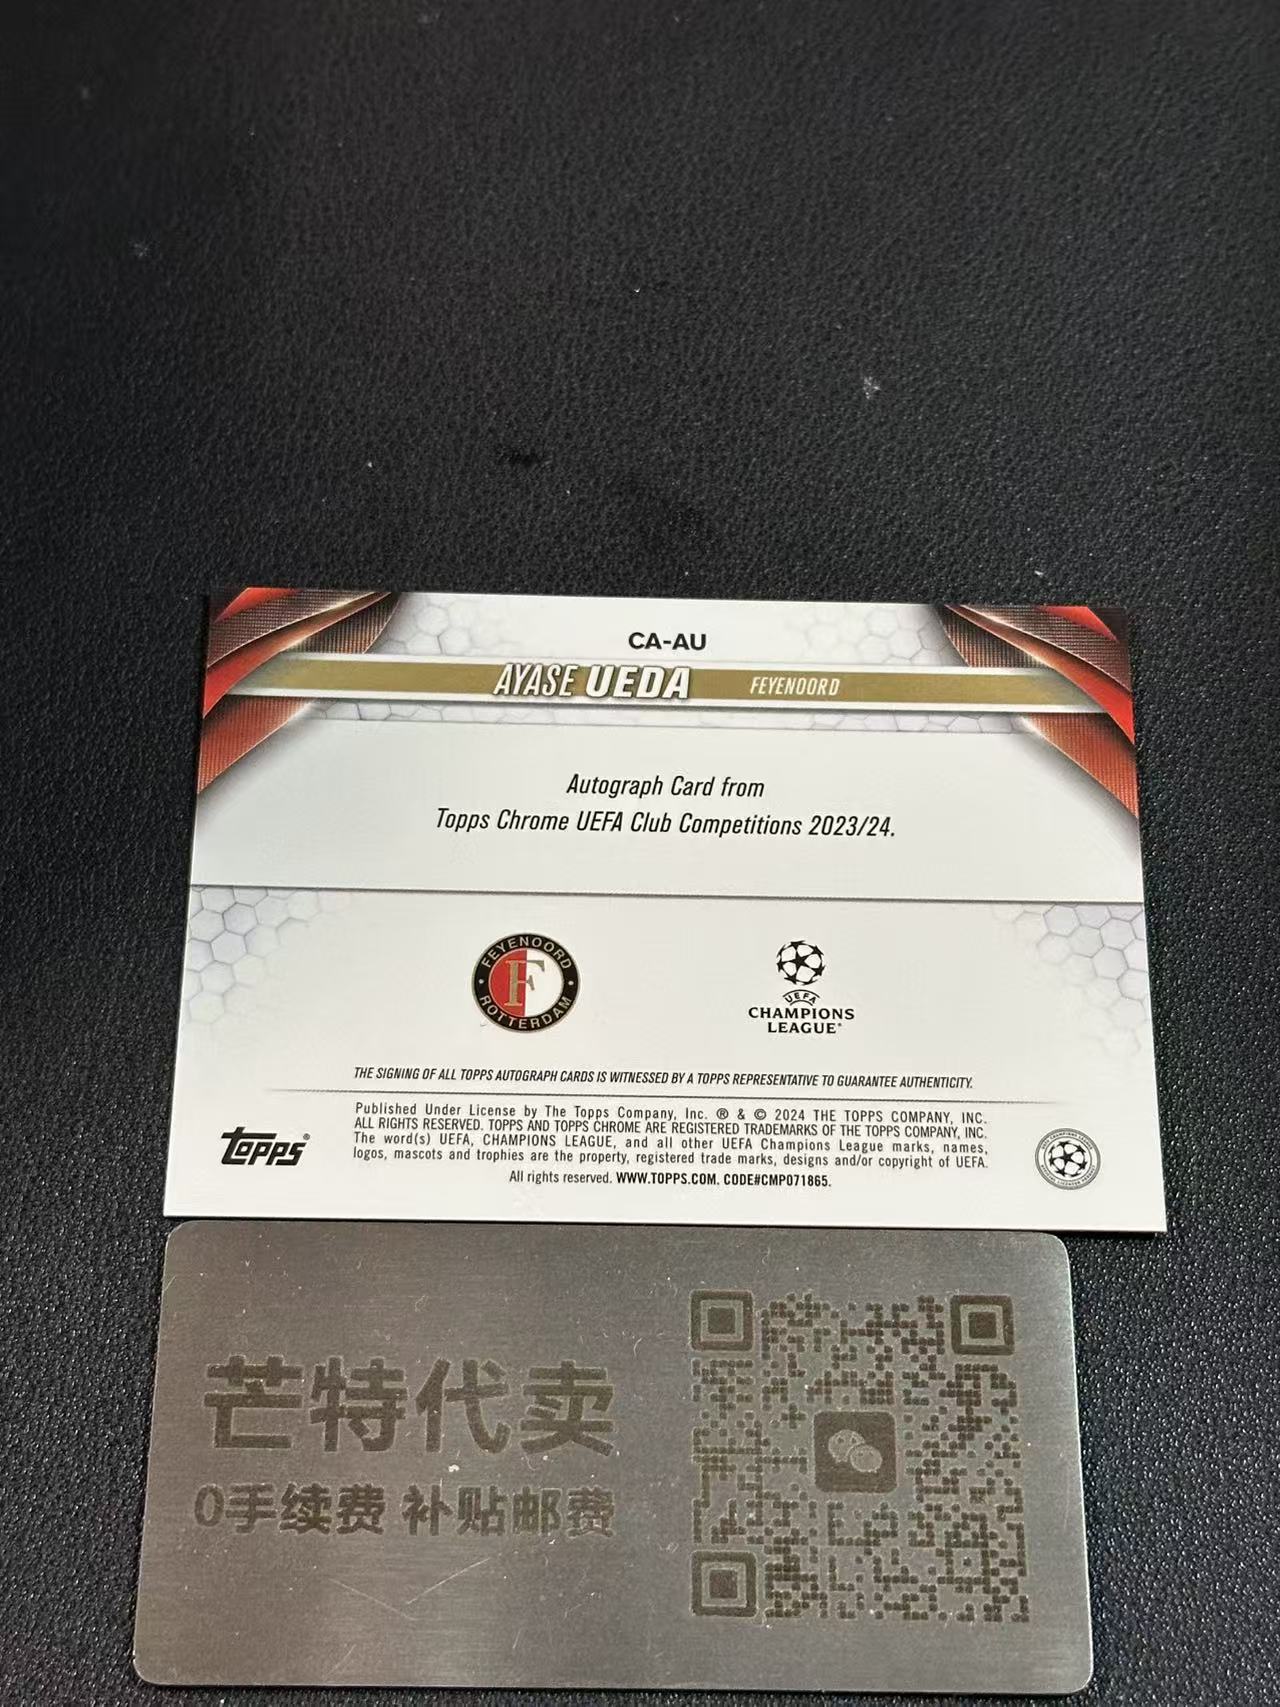 CA-AU
AYASE UEDA FEYENOORD
Autograph Card from
Topps Chrome UEFA Club Competitions 2023/24.
FEYENOORD
F
ROTTERDAM
UEFA
CHAMPIONS
LEAGUE®
THE SIGNING OF ALL TOPPS AUTOGRAPH CARDS IS WITNESSED BY A TOPPS REPRESENTATIVE TO GUARANTEE AUTHENTICITY.
topps®
Published Under License by The Topps Company, Inc. ® & © 2024 THE TOPPS COMPANY, INC.
ALL RIGHTS RESERVED. TOPPS AND TOPPS CHROME ARE REGISTERED TRADEMARKS OF THE TOPPS COMPANY, INC.
The word(s) UEFA, CHAMPIONS LEAGUE, and all other UEFA Champions League marks, names,
logos, mascots and trophies are the property, registered trade marks, designs and/or copyright of UEFA.
All rights reserved. WWW.TOPPS.COM. CODE#CMP071865.
芒特代卖
0手续费 补贴邮费